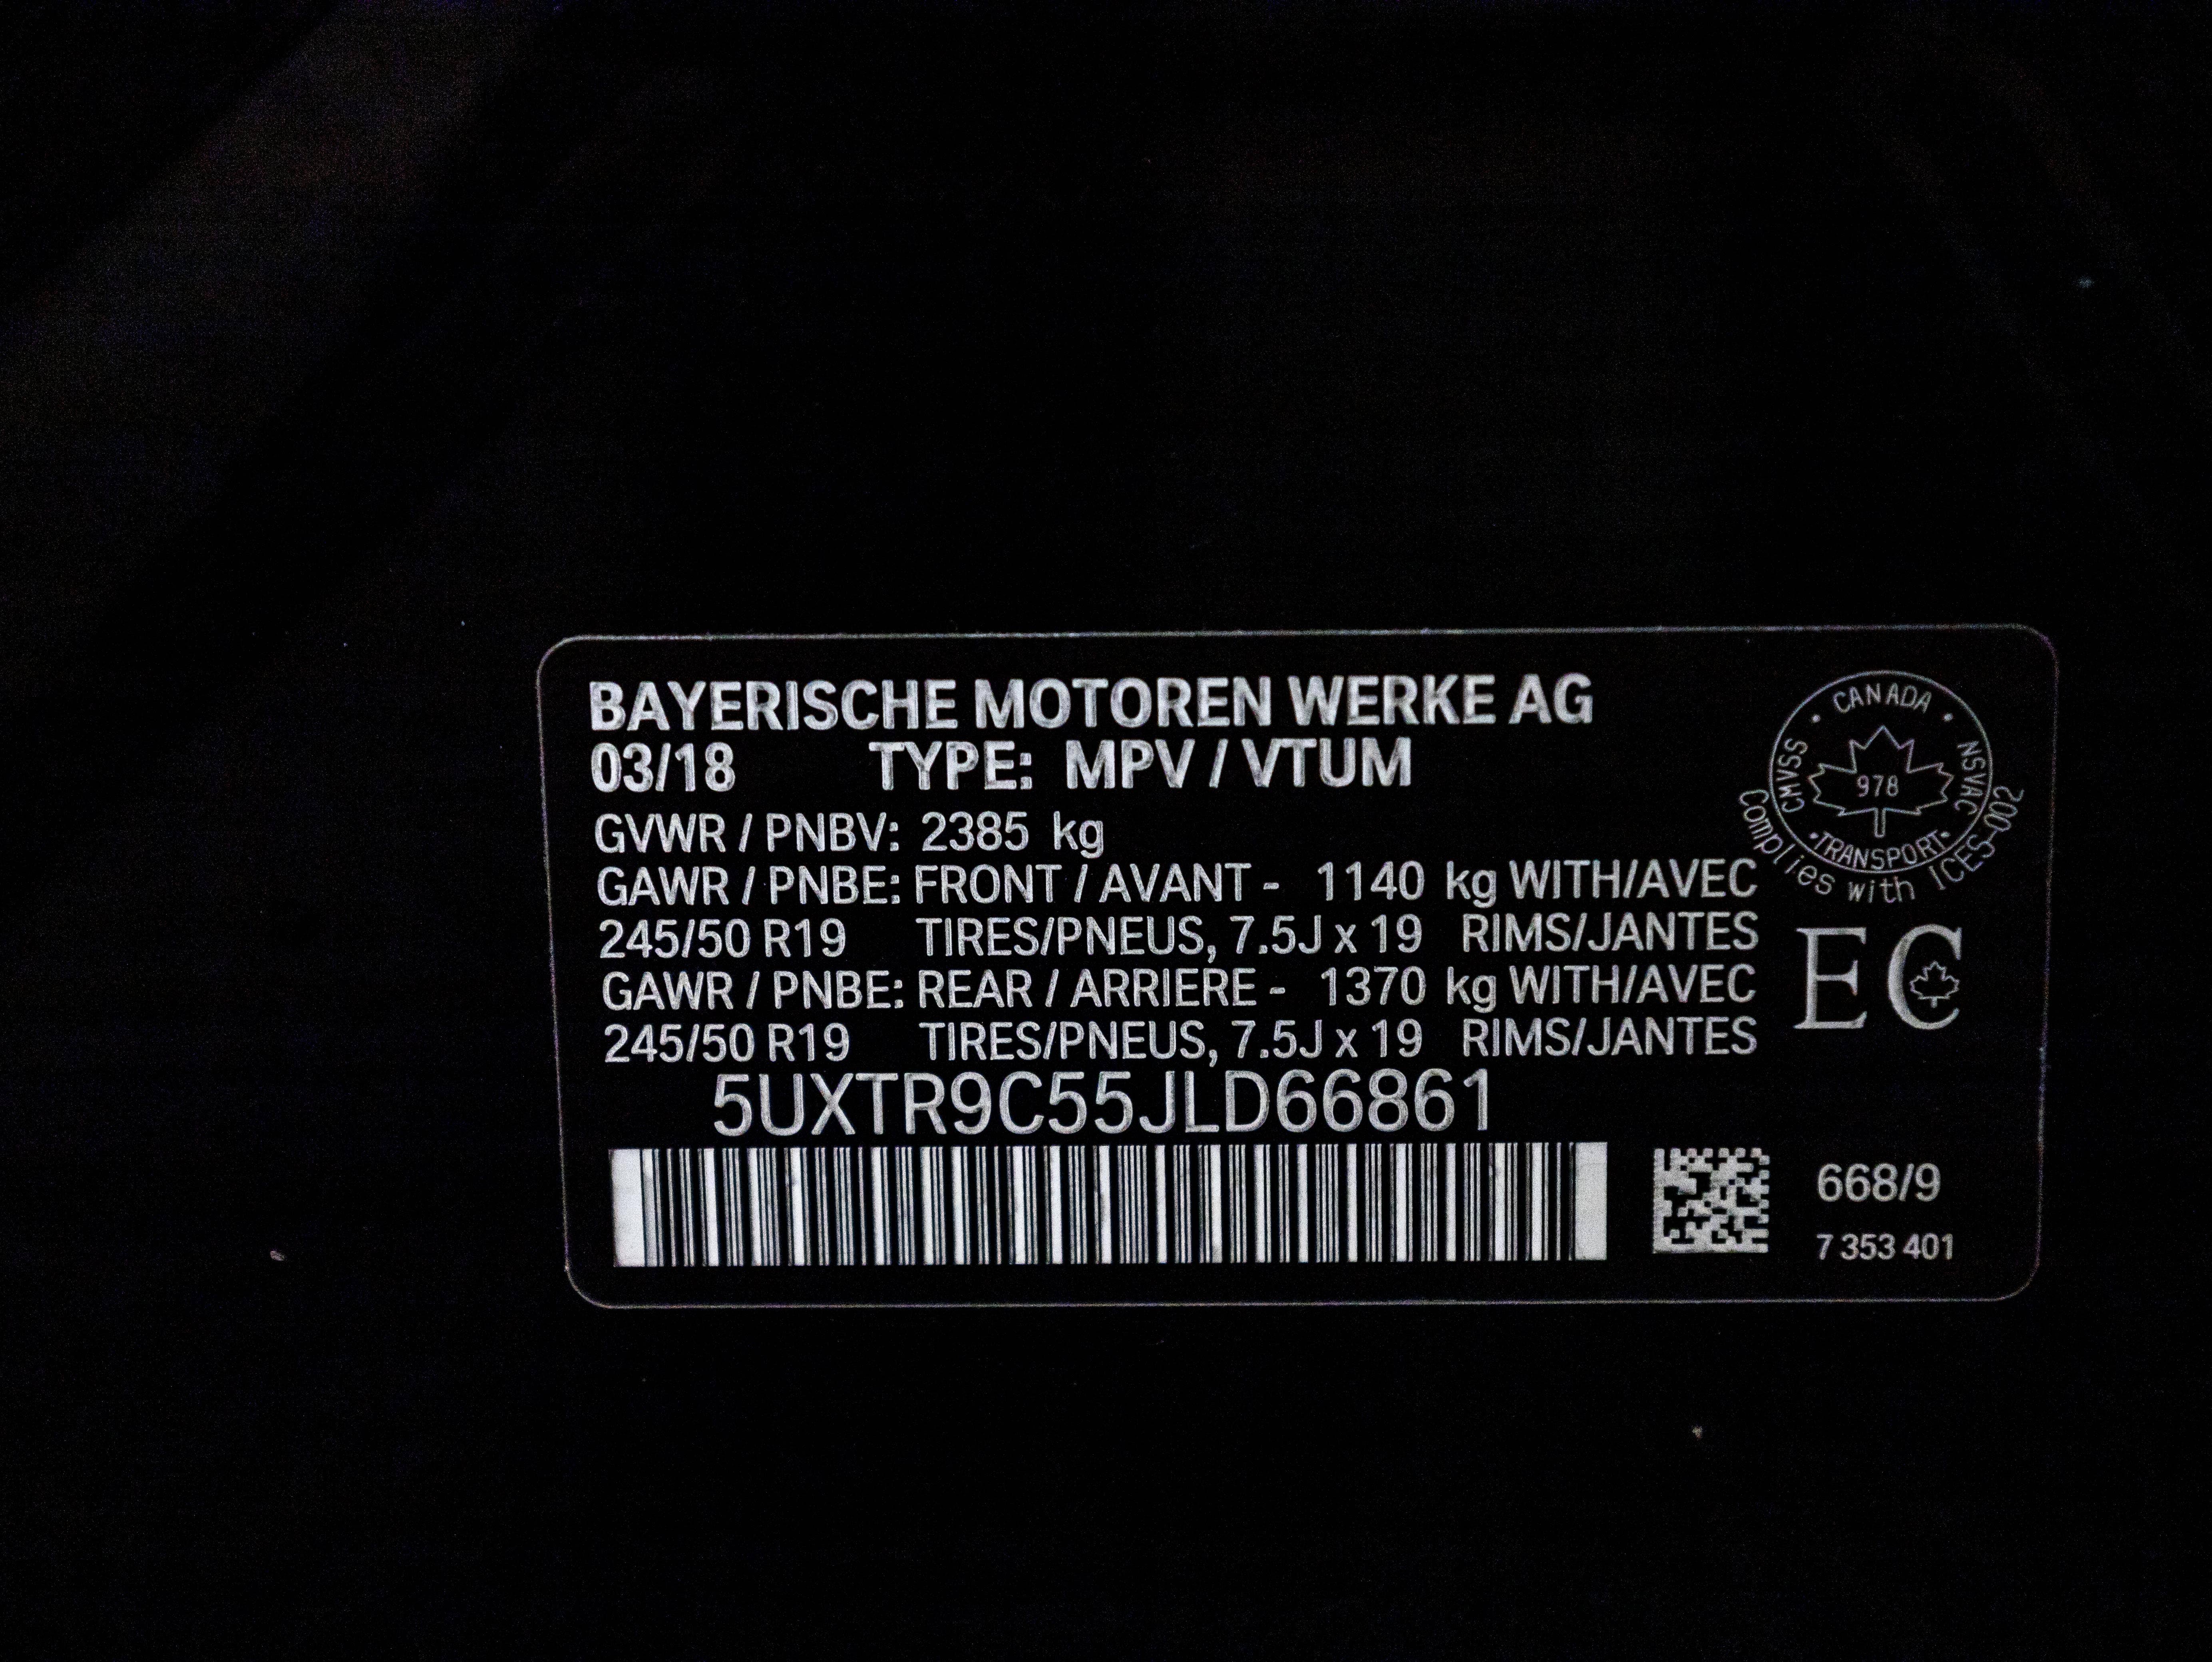 BAYERISCHE MOTOREN WERKE AG
03/18 TYPE: MPV / VTUM
GVWR / PNBV: 2385 kg
GAWR / PNBE: FRONT / AVANT - 1140 kg WITH/AVEC
245/50 R19 TIRES/PNEUS, 7.5J x 19 RIMS/JANTES
GAWR / PNBE: REAR / ARRIERE - 1370 kg WITH/AVEC
245/50 R19 TIRES/PNEUS, 7.5J x 19 RIMS/JANTES
5UXTR9C55JLD66861
CANADA
CMVSS
978
NSVAC
TRANSPORT
Complies with ICES-002
EC
668/9
7 353 401